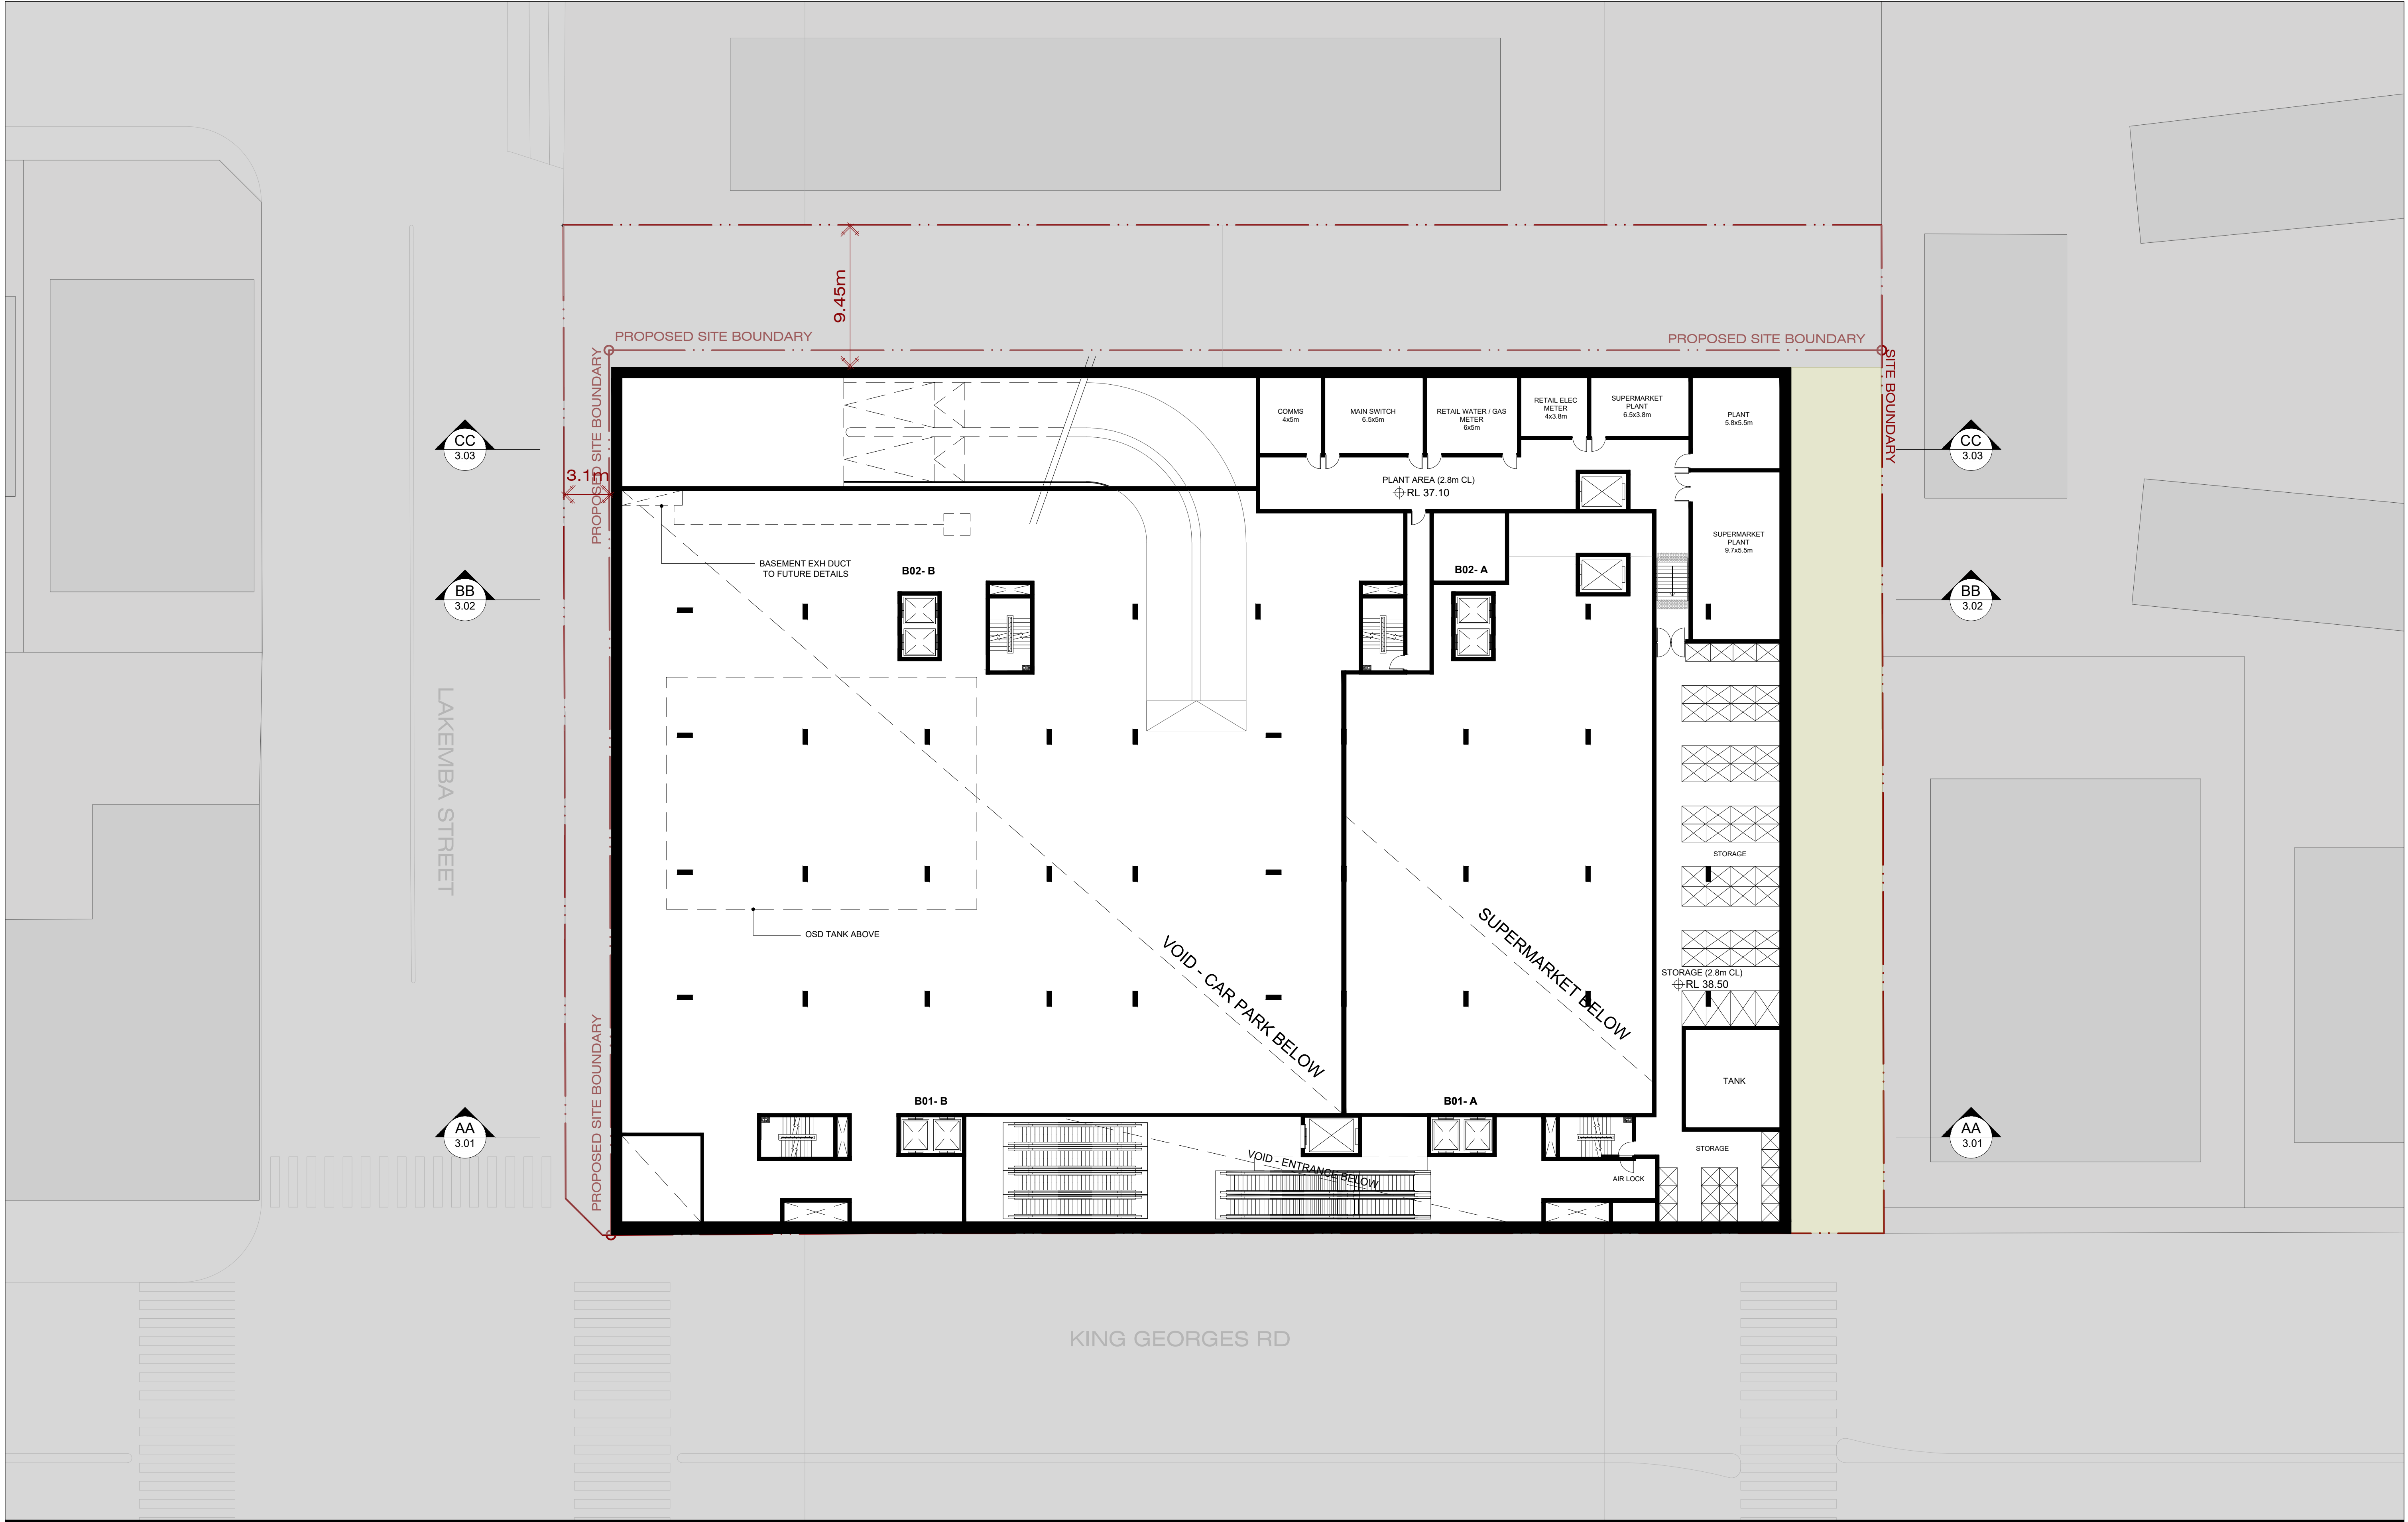 9.45m
PROPOSED SITE BOUNDARY
PROPOSED SITE BOUNDARY
PROPOSED SITE BOUNDARY
SITE BOUNDARY
COMMS
4x5m
MAIN SWITCH
6.5x5m
RETAIL WATER / GAS
METER
6x5m
RETAIL ELEC
METER
4x3.8m
SUPERMARKET
PLANT
6.5x3.8m
PLANT
5.8x5.5m
CC
3.03
CC
3.03
3.1m
PLANT AREA (2.8m CL)
RL 37.10
SUPERMARKET
PLANT
9.7x5.5m
BASEMENT EXH DUCT
TO FUTURE DETAILS
B02- B
B02- A
BB
3.02
BB
3.02
LAKEMBA STREET
STORAGE
OSD TANK ABOVE
VOID - CAR PARK BELOW
SUPERMARKET BELOW
STORAGE (2.8m CL)
RL 38.50
PROPOSED SITE BOUNDARY
TANK
B01- B
B01- A
AA
3.01
AA
3.01
VOID - ENTRANCE BELOW
STORAGE
AIR LOCK
KING GEORGES RD